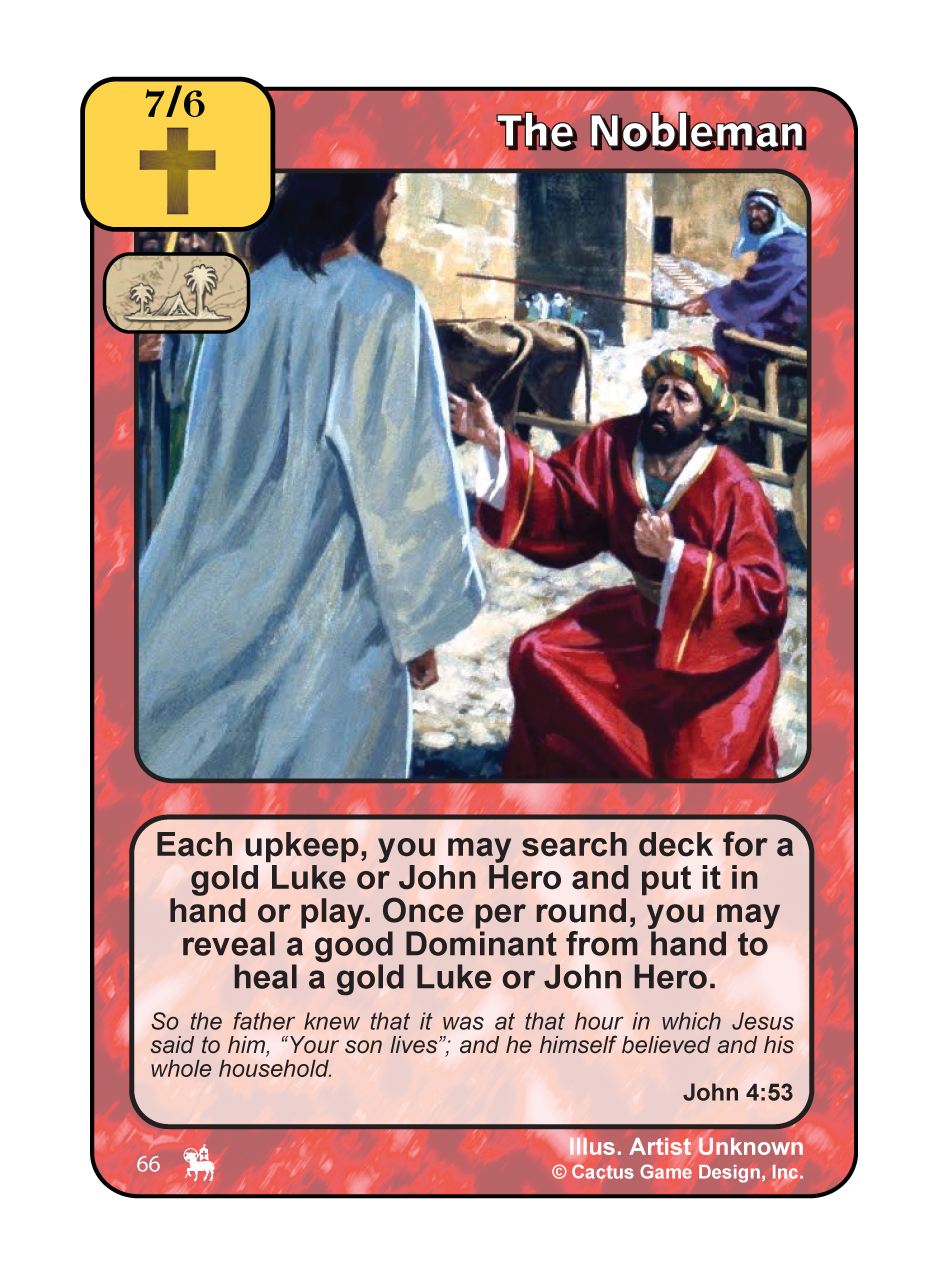 7/6
The Nobleman
Each upkeep, you may search deck for a
gold Luke or John Hero and put it in
hand or play. Once per round, you may
reveal a good Dominant from hand to
heal a gold Luke or John Hero.
So the father knew that it was at that hour in which Jesus
said to him, “Your son lives”; and he himself believed and his
whole household.
John 4:53
Illus. Artist Unknown
66
© Cactus Game Design, Inc.